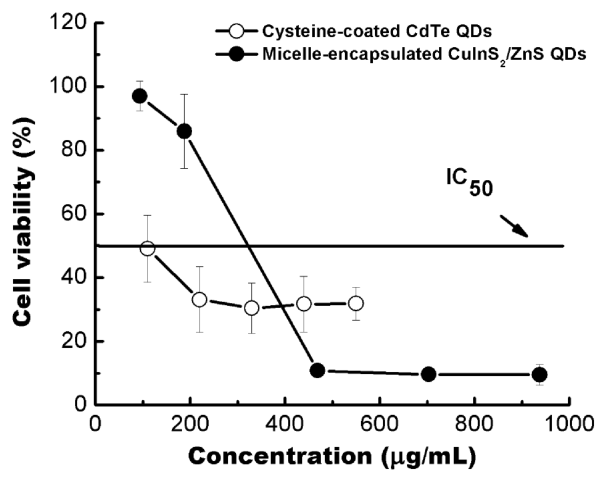 Cysteine-coated CdTe QDs
Micelle-encapsulated CuInS₂/ZnS QDs
IC₅₀
Cell viability (%)
120
100
80
60
40
20
0
0 200 400 600 800 1000
Concentration (μg/mL)